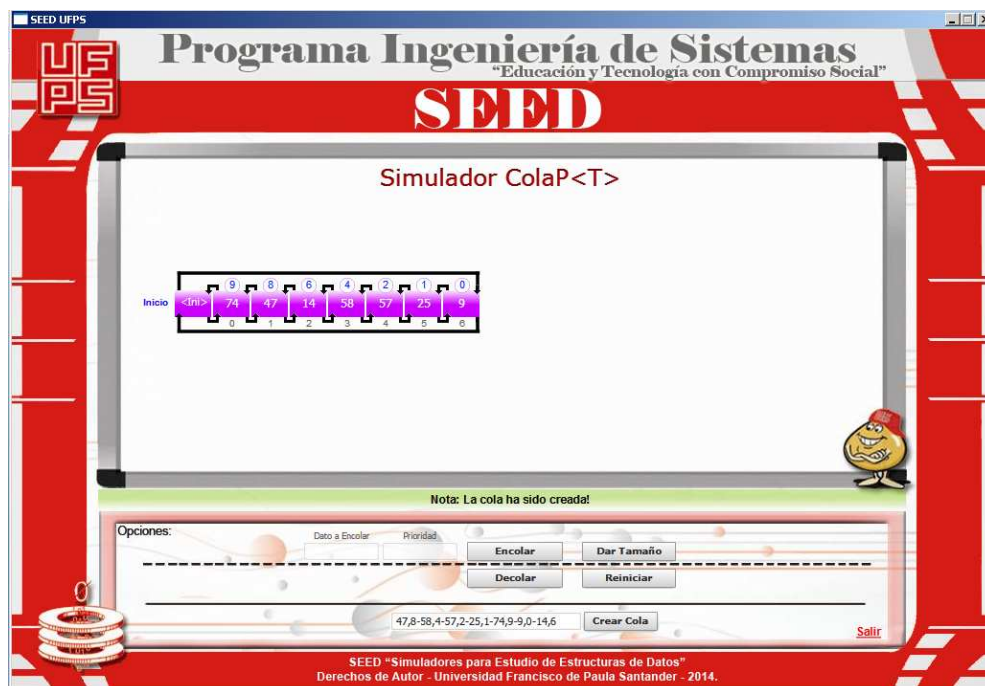 SEED UFPS
UF
PS
Programa Ingeniería de Sistemas
“Educación y Tecnología con Compromiso Social”
SEED
Simulador ColaP<T>
9 8 6 4 2 1 0
Inicio <Ini> 74 47 14 58 57 25 9
0 1 2 3 4 5 6
Nota: La cola ha sido creada!
Opciones:
Dato a Encolar Prioridad
Encolar Dar Tamaño
Decolar Reiniciar
47,8-58,4-57,2-25,1-74,9-9,0-14,6 Crear Cola
Salir
SEED “Simuladores para Estudio de Estructuras de Datos”
Derechos de Autor - Universidad Francisco de Paula Santander - 2014.